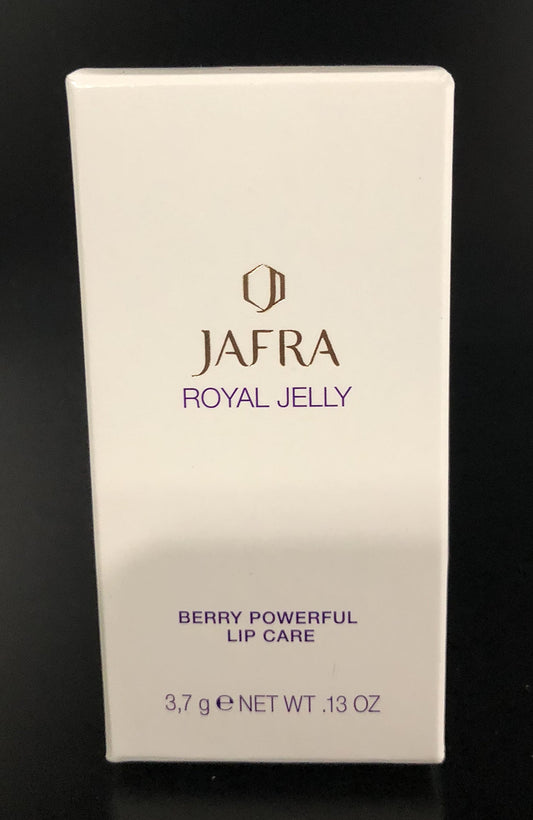 JAFRA
ROYAL JELLY
BERRY POWERFUL
LIP CARE
3,7 g ℮ NET WT .13 OZ